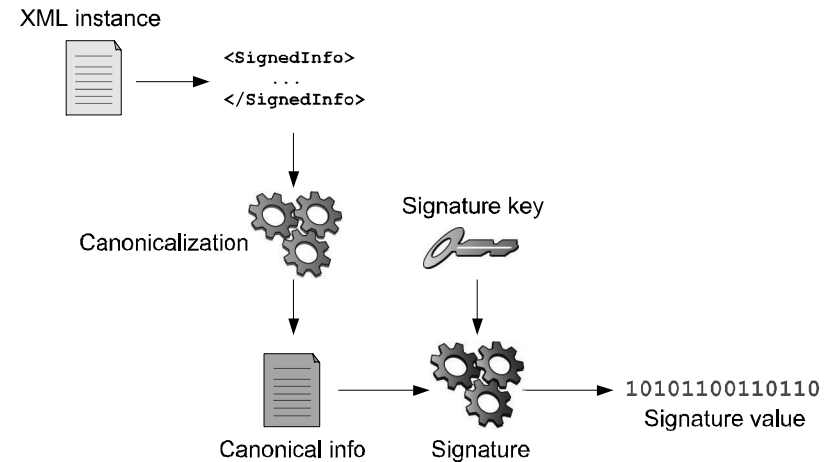 XML instance
<SignedInfo>
...
</SignedInfo>
Signature key
Canonicalization
10101100110110
Signature value
Canonical info
Signature